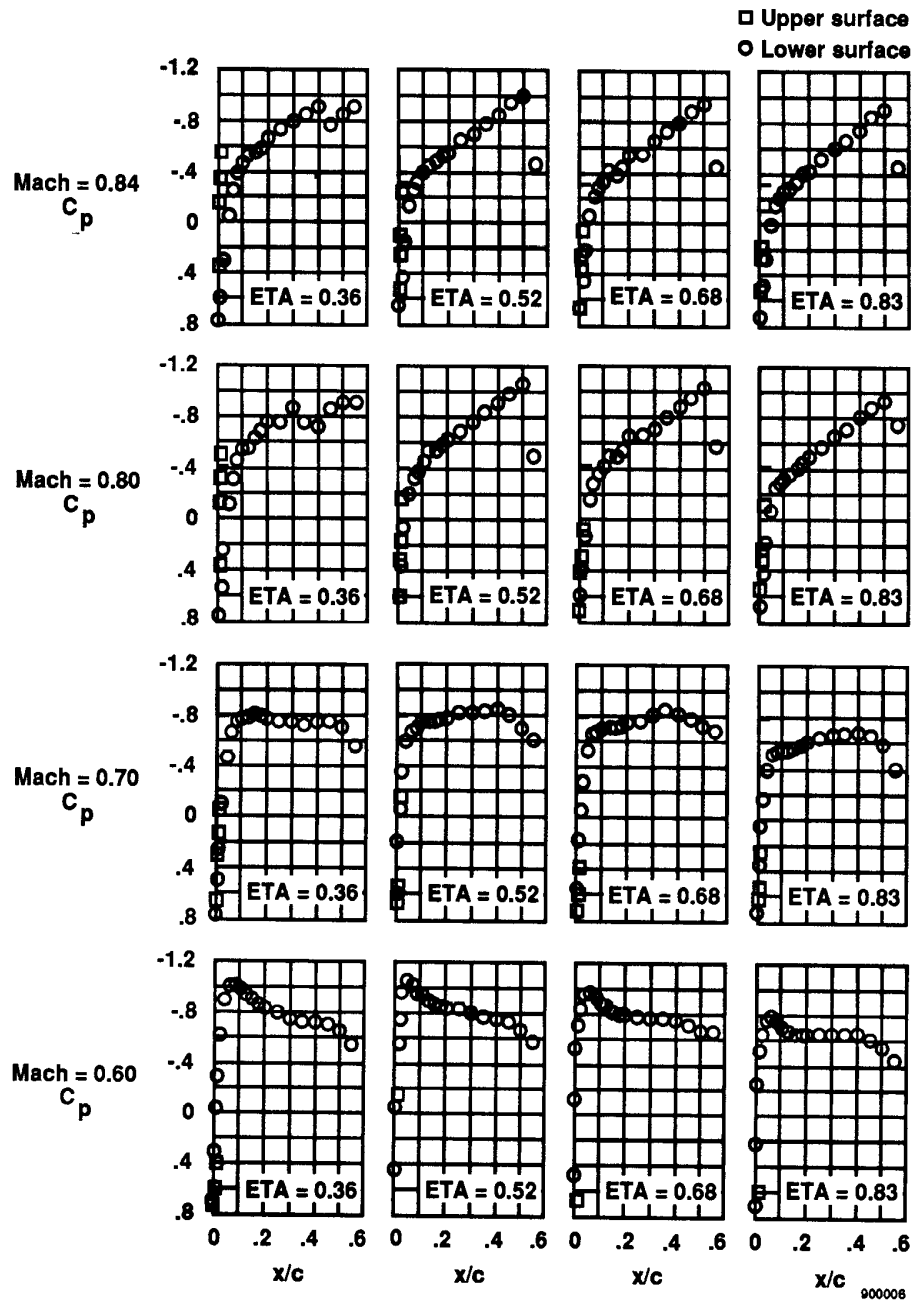 Upper surface
Lower surface
-1.2
-.8
-.4
0
.4
.8
Mach = 0.84
Cp
ETA = 0.36
ETA = 0.52
ETA = 0.68
ETA = 0.83
-1.2
-.8
-.4
0
.4
.8
Mach = 0.80
Cp
ETA = 0.36
ETA = 0.52
ETA = 0.68
ETA = 0.83
-1.2
-.8
-.4
0
.4
.8
Mach = 0.70
Cp
ETA = 0.36
ETA = 0.52
ETA = 0.68
ETA = 0.83
-1.2
-.8
-.4
0
.4
.8
Mach = 0.60
Cp
ETA = 0.36
ETA = 0.52
ETA = 0.68
ETA = 0.83
0 .2 .4 .6 0 .2 .4 .6 0 .2 .4 .6 0 .2 .4 .6
x/c x/c x/c x/c
900006